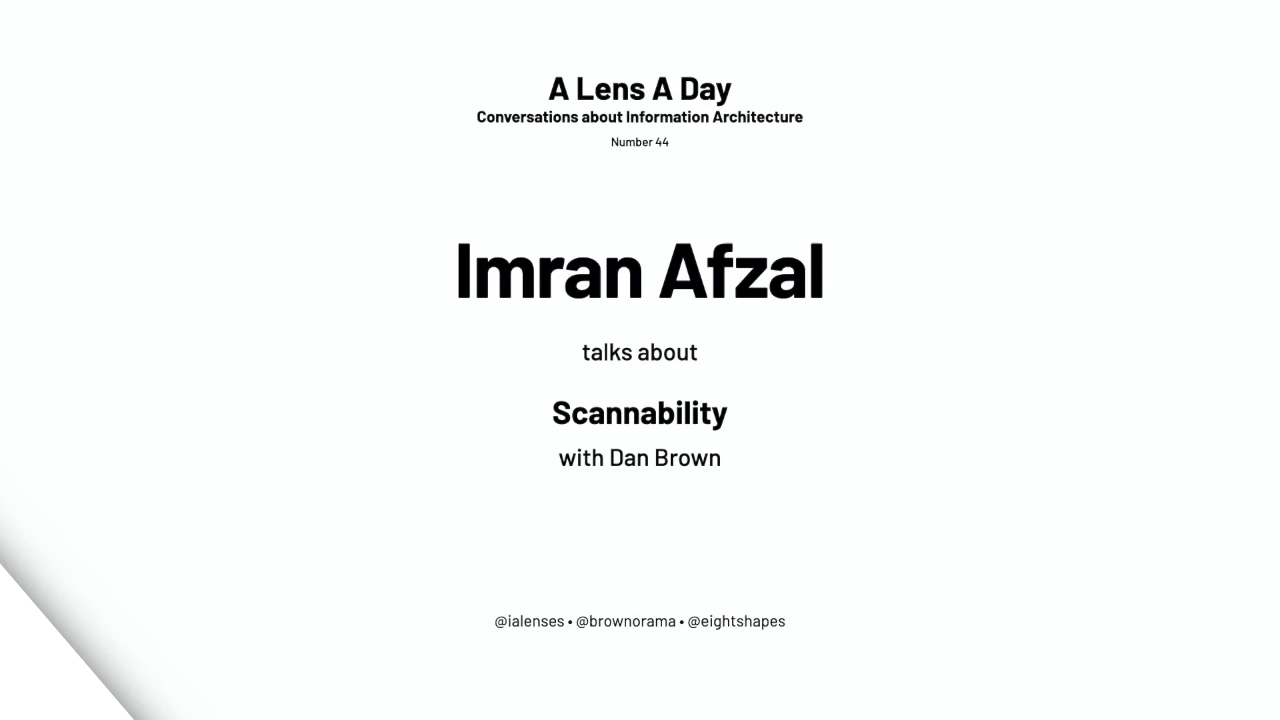 A Lens A Day
Conversations about Information Architecture
Number 44
Imran Afzal
talks about
Scannability
with Dan Brown
@ialenses • @brownorama • @eightshapes